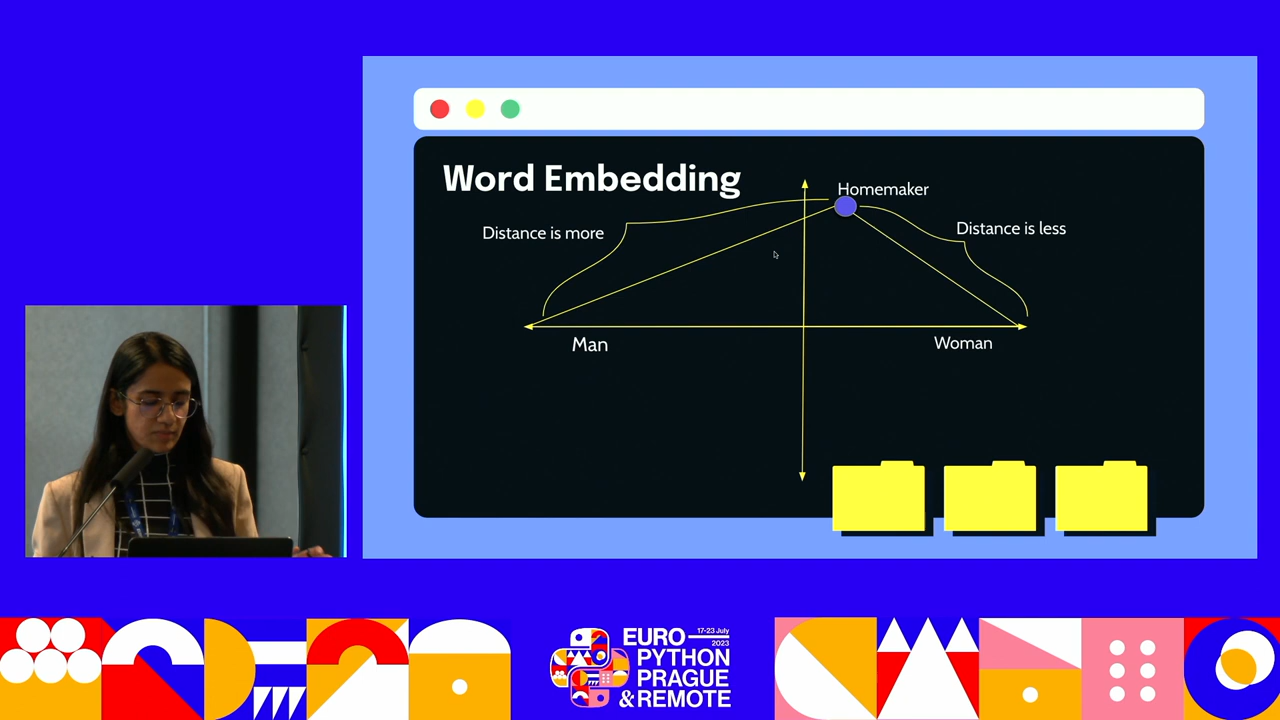 Word Embedding
Homemaker
Distance is more
Distance is less
Man
Woman
EURO
17-23 July
2023
PYTHON
PRAGUE
& REMOTE